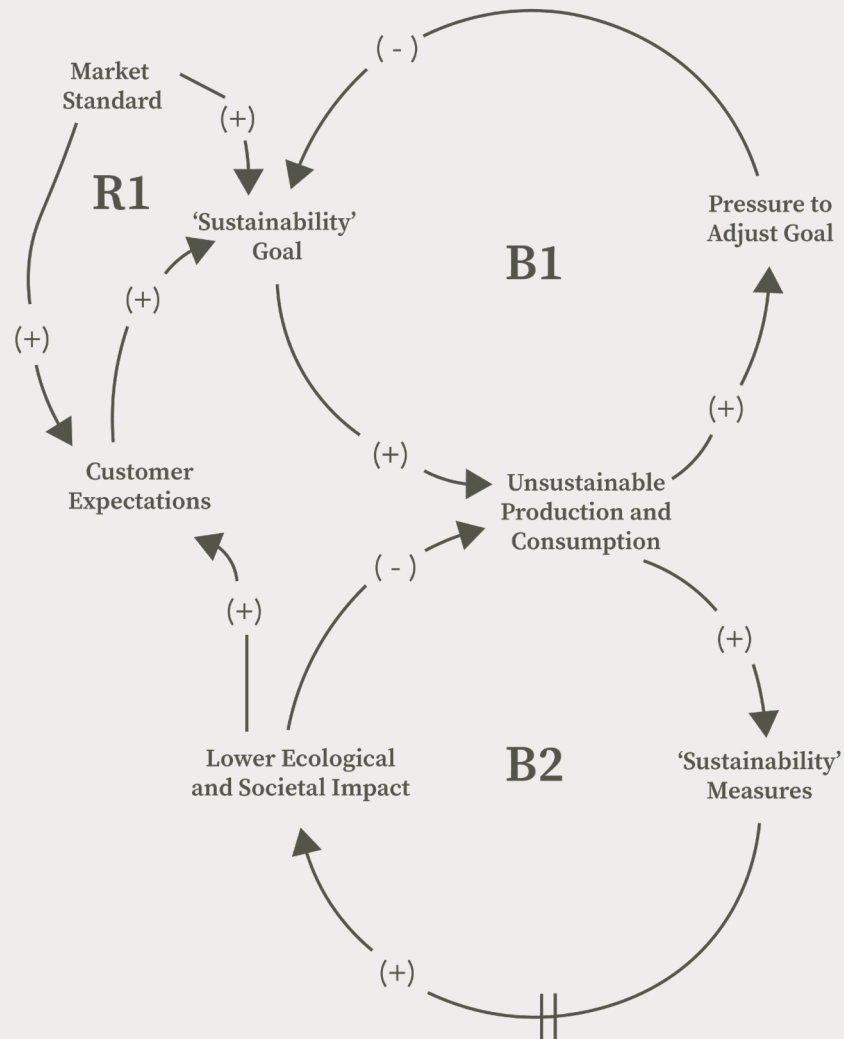 ( - )
Market
Standard
(+)
R1
‘Sustainability’
Goal
Pressure to
Adjust Goal
B1
(+)
(+)
(+)
(+)
Customer
Expectations
Unsustainable
Production and
Consumption
( - )
(+)
(+)
Lower Ecological
and Societal Impact
B2
‘Sustainability’
Measures
(+)